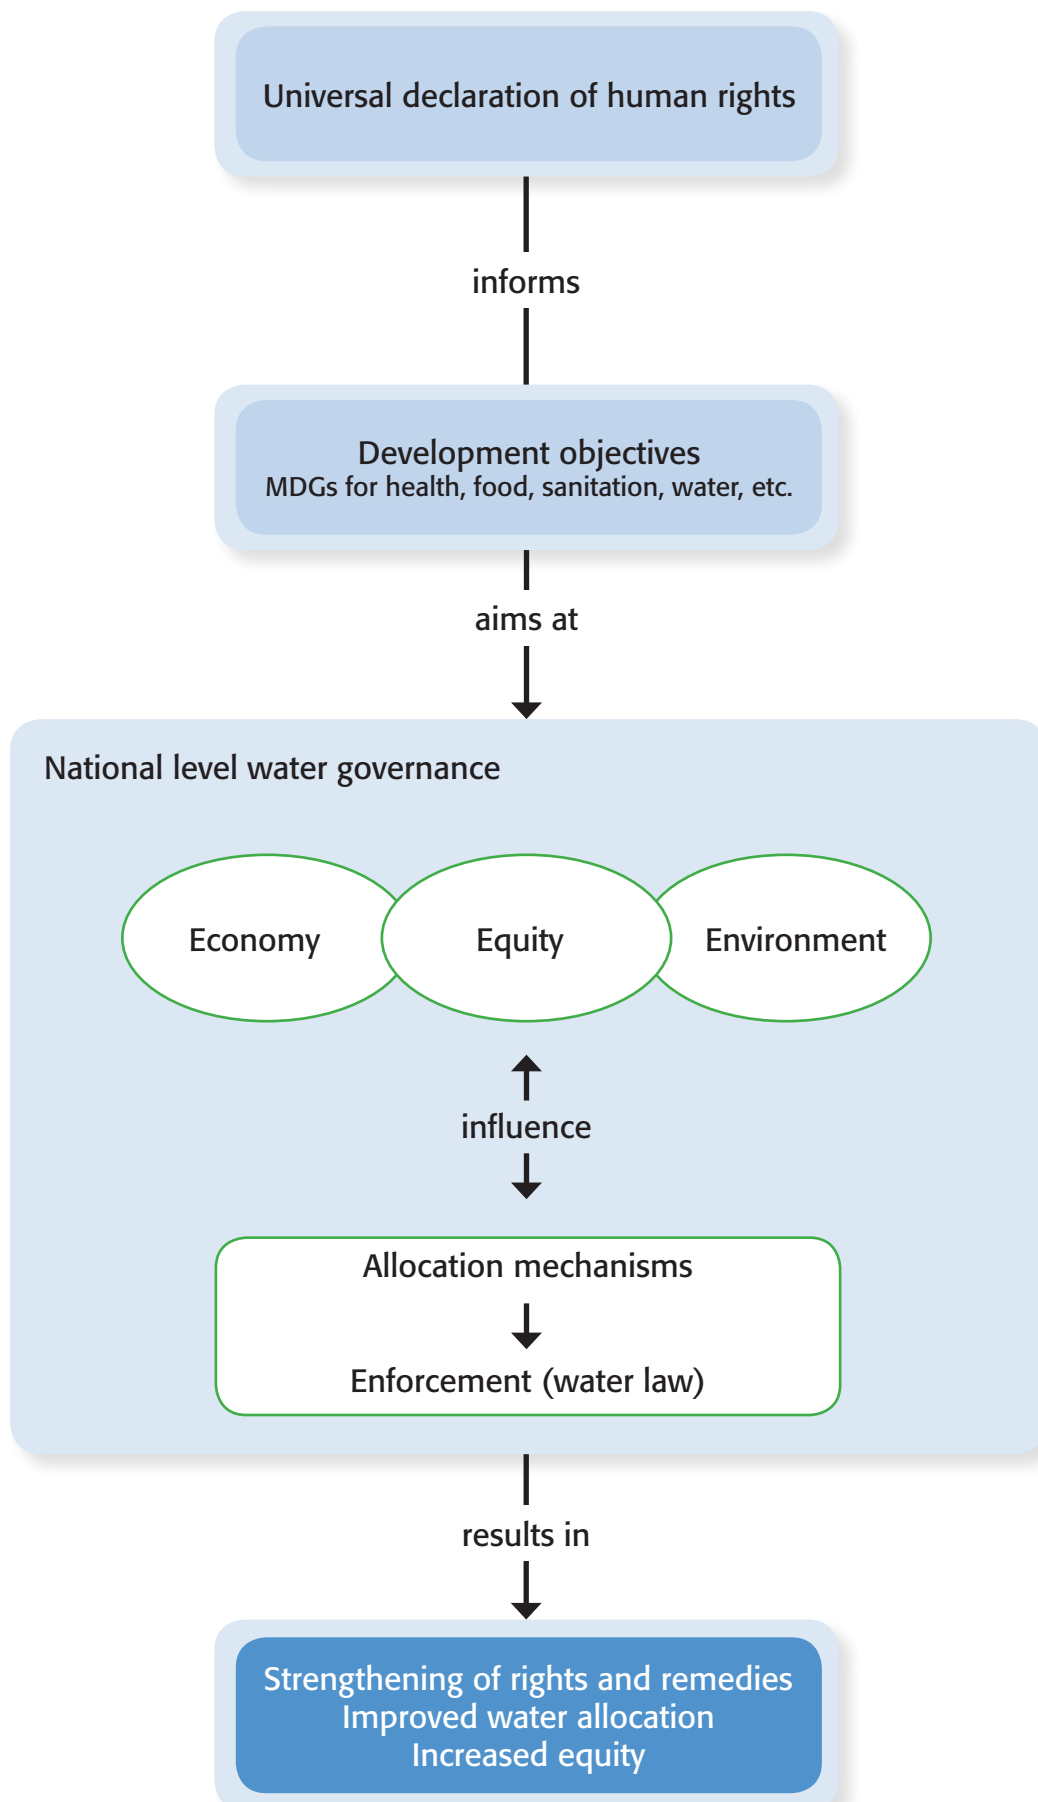 Universal declaration of human rights
informs
Development objectives
MDGs for health, food, sanitation, water, etc.
aims at
National level water governance
Economy
Equity
Environment
influence
Allocation mechanisms
Enforcement (water law)
results in
Strengthening of rights and remedies
Improved water allocation
Increased equity